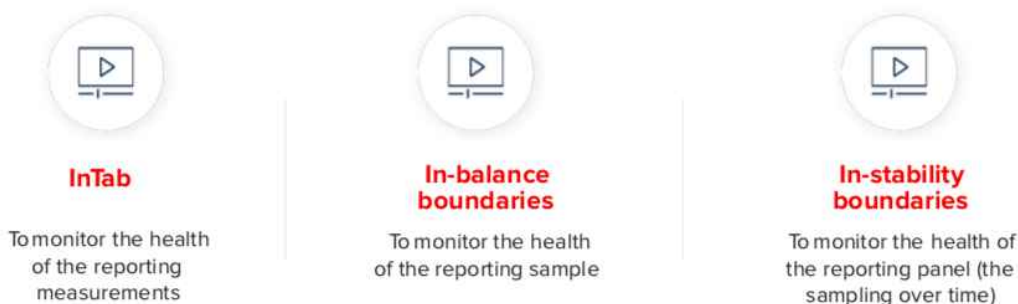 InTab
To monitor the health
of the reporting
measurements
In-balance
boundaries
To monitor the health
of the reporting sample
In-stability
boundaries
To monitor the health of
the reporting panel (the
sampling over time)